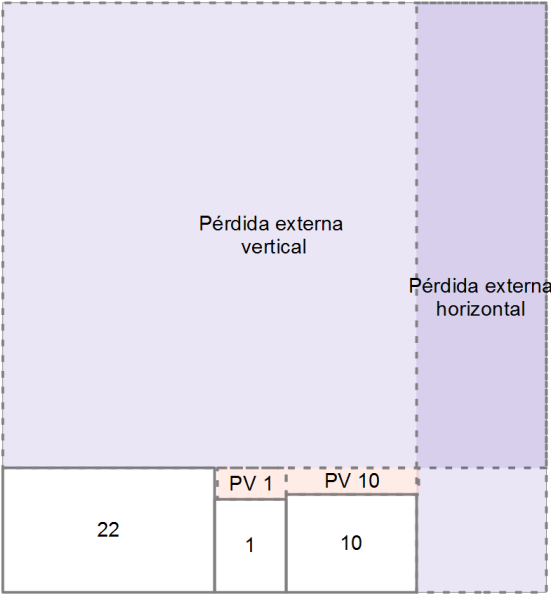 Pérdida externa
vertical
Pérdida externa
horizontal
PV 1
PV 10
22
1
10